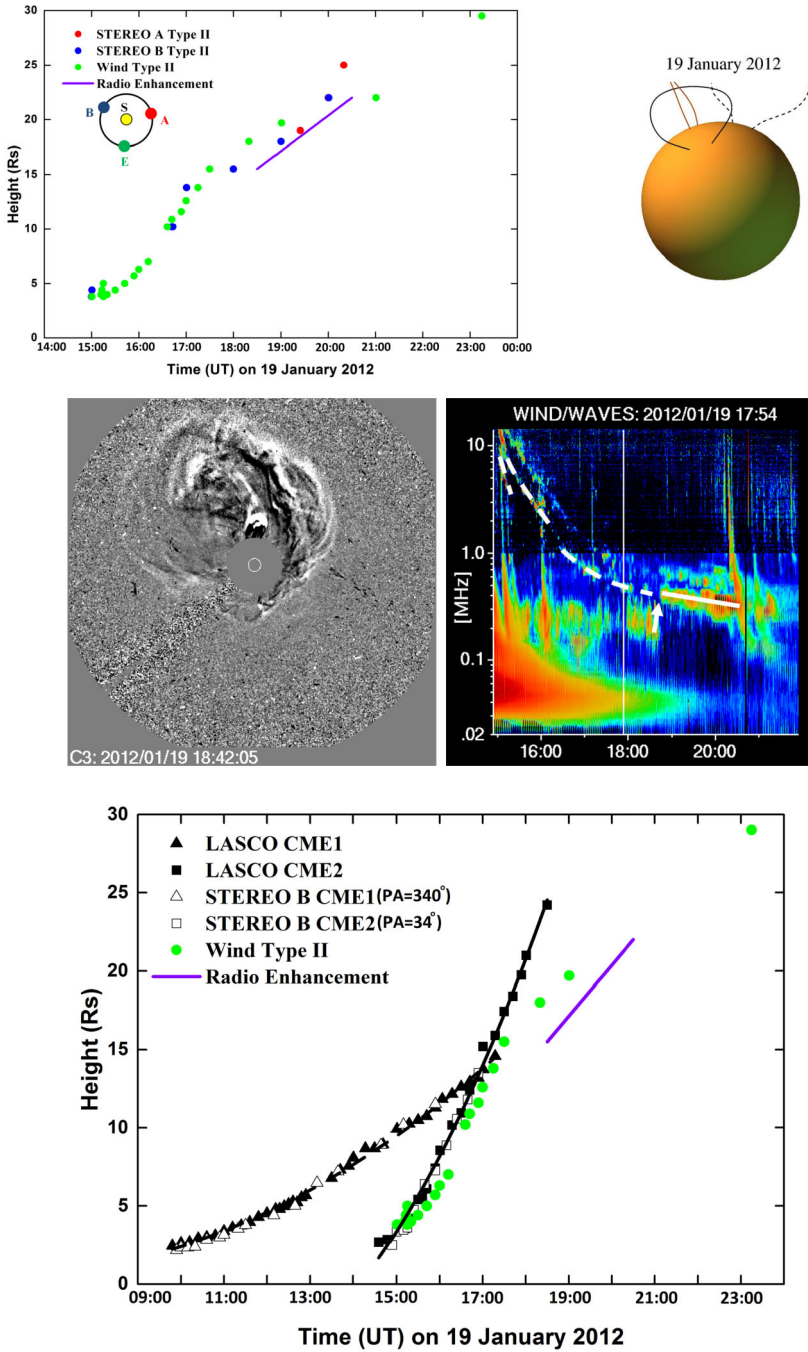 30
25
20
15
10
5
0
Height (Rs)
STEREO A Type II
STEREO B Type II
Wind Type II
Radio Enhancement
B
S
A
E
14:00 15:00 16:00 17:00 18:00 19:00 20:00 21:00 22:00 23:00 00:00
Time (UT) on 19 January 2012
19 January 2012
C3: 2012/01/19 18:42:05
WIND/WAVES: 2012/01/19 17:54
10
1.0
[MHz]
0.1
.02
16:00 18:00 20:00
30
25
20
15
10
5
0
Height (Rs)
LASCO CME1
LASCO CME2
STEREO B CME1(PA=340°)
STEREO B CME2(PA=34°)
Wind Type II
Radio Enhancement
09:00 11:00 13:00 15:00 17:00 19:00 21:00 23:00
Time (UT) on 19 January 2012